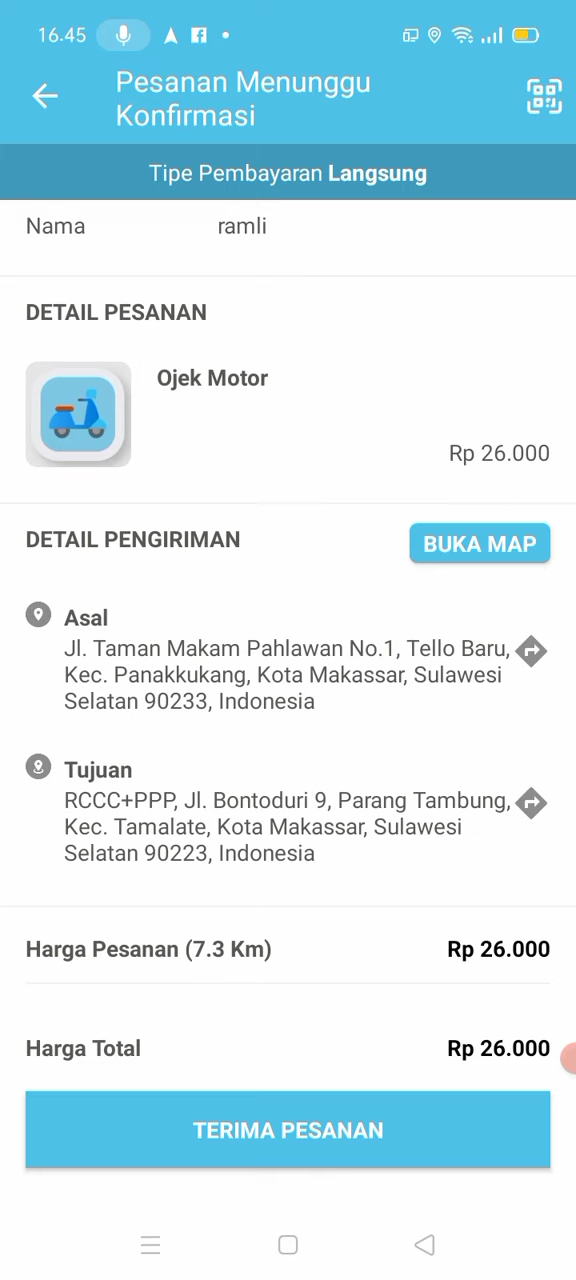 16.45
Pesanan Menunggu
Konfirmasi
Tipe Pembayaran Langsung
Nama ramli
DETAIL PESANAN
Ojek Motor
Rp 26.000
DETAIL PENGIRIMAN
BUKA MAP
Asal
Jl. Taman Makam Pahlawan No.1, Tello Baru,
Kec. Panakkukang, Kota Makassar, Sulawesi
Selatan 90233, Indonesia
Tujuan
RCCC+PPP, Jl. Bontoduri 9, Parang Tambung,
Kec. Tamalate, Kota Makassar, Sulawesi
Selatan 90223, Indonesia
Harga Pesanan (7.3 Km) Rp 26.000
Harga Total Rp 26.000
TERIMA PESANAN